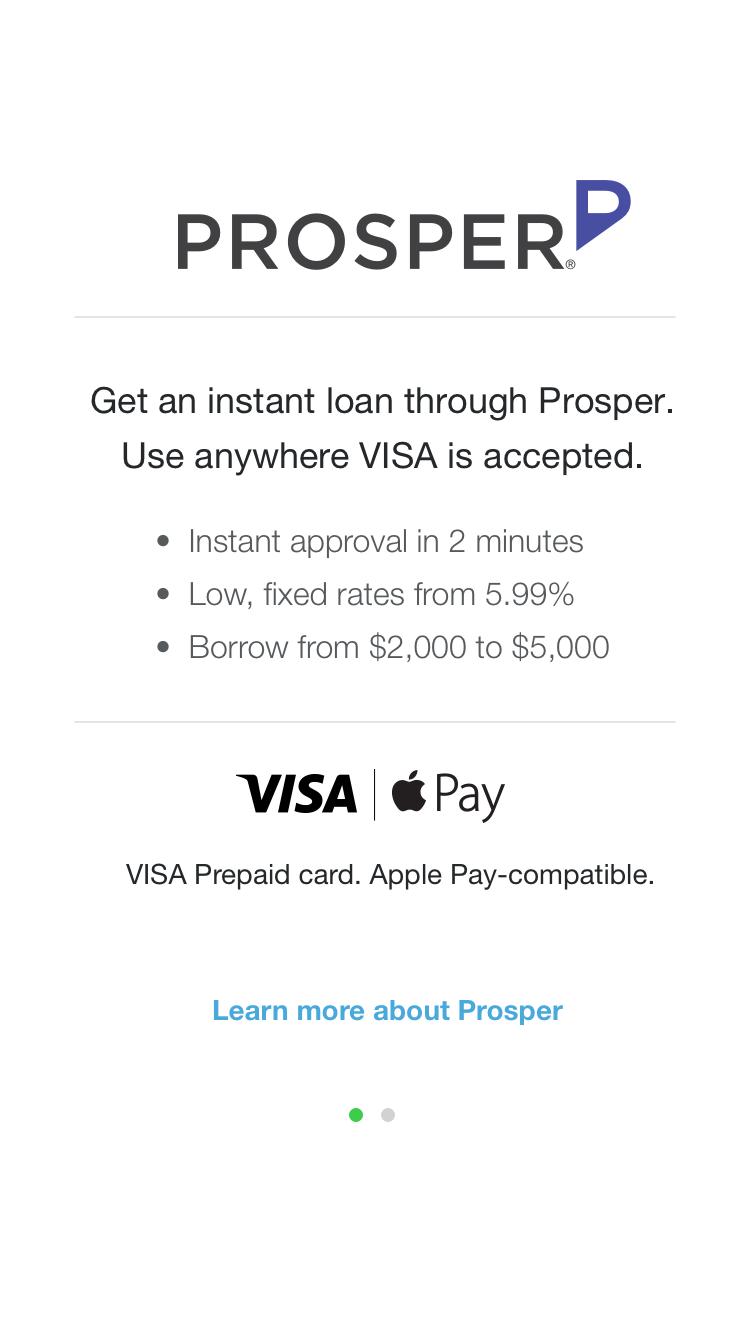 PROSPER®
Get an instant loan through Prosper.
Use anywhere VISA is accepted.
• Instant approval in 2 minutes
• Low, fixed rates from 5.99%
• Borrow from $2,000 to $5,000
VISA | Pay
VISA Prepaid card. Apple Pay-compatible.
Learn more about Prosper